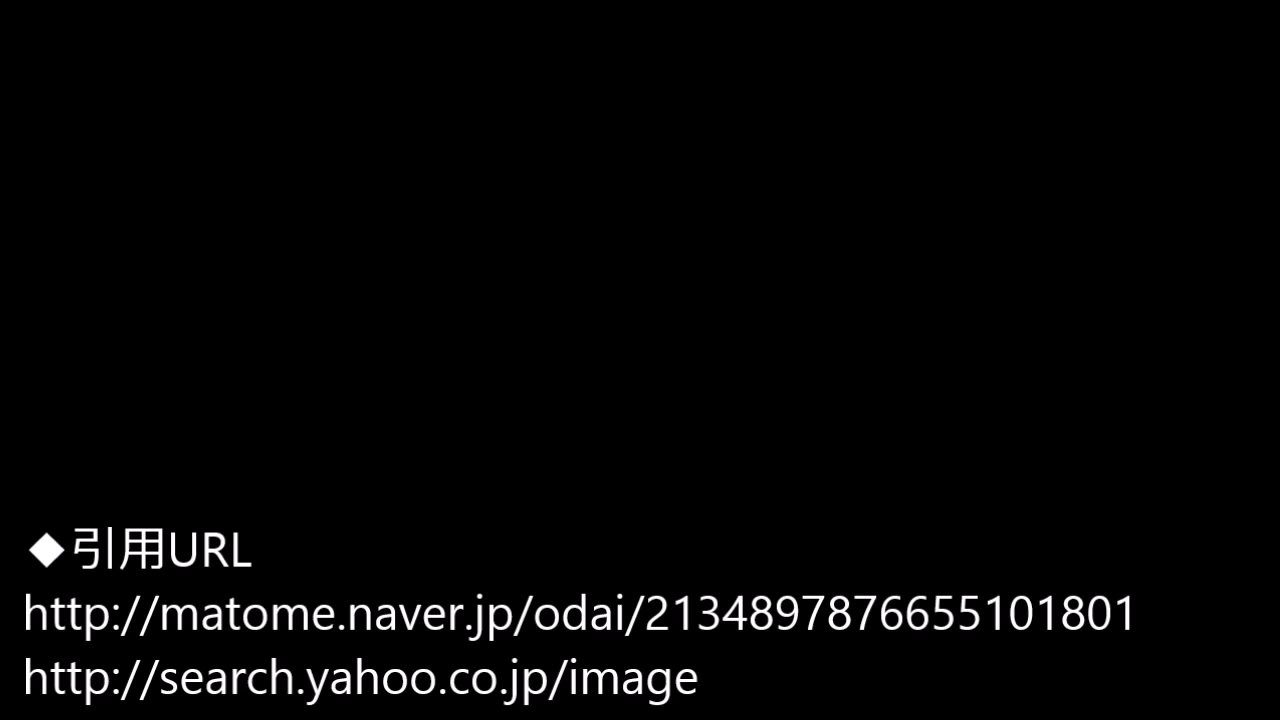 ◆引用URL
http://matome.naver.jp/odai/2134897876655101801
http://search.yahoo.co.jp/image